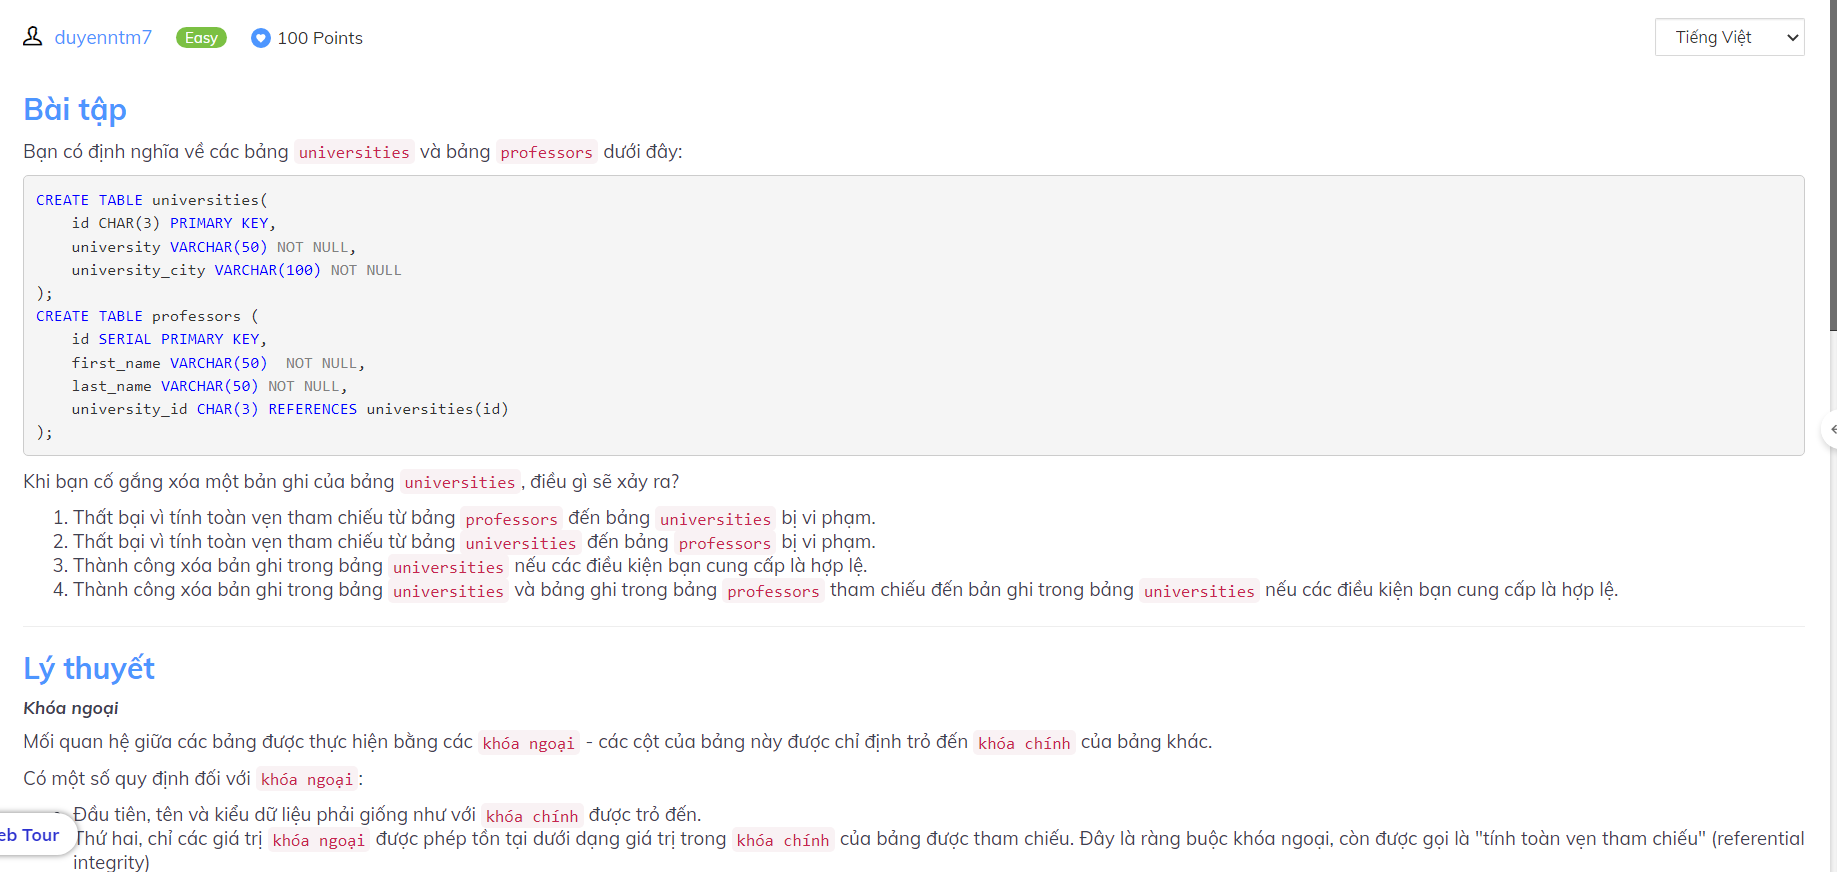 duyenntm7 Easy 100 Points Tiếng Việt
Bài tập
Bạn có định nghĩa về các bảng universities và bảng professors dưới đây:
CREATE TABLE universities(
id CHAR(3) PRIMARY KEY,
university VARCHAR(50) NOT NULL,
university_city VARCHAR(100) NOT NULL
);
CREATE TABLE professors (
id SERIAL PRIMARY KEY,
first_name VARCHAR(50)  NOT NULL,
last_name VARCHAR(50) NOT NULL,
university_id CHAR(3) REFERENCES universities(id)
);
Khi bạn cố gắng xóa một bản ghi của bảng universities, điều gì sẽ xảy ra?
1. Thất bại vì tính toàn vẹn tham chiếu từ bảng professors đến bảng universities bị vi phạm.
2. Thất bại vì tính toàn vẹn tham chiếu từ bảng universities đến bảng professors bị vi phạm.
3. Thành công xóa bản ghi trong bảng universities nếu các điều kiện bạn cung cấp là hợp lệ.
4. Thành công xóa bản ghi trong bảng universities và bảng ghi trong bảng professors tham chiếu đến bản ghi trong bảng universities nếu các điều kiện bạn cung cấp là hợp lệ.
Lý thuyết
Khóa ngoại
Mối quan hệ giữa các bảng được thực hiện bằng các khóa ngoại - các cột của bảng này được chỉ định trỏ đến khóa chính của bảng khác.
Có một số quy định đối với khóa ngoại:
Đầu tiên, tên và kiểu dữ liệu phải giống như với khóa chính được trỏ đến.
eb Tour
Thứ hai, chỉ các giá trị khóa ngoại được phép tồn tại dưới dạng giá trị trong khóa chính của bảng được tham chiếu. Đây là ràng buộc khóa ngoại, còn được gọi là "tính toàn vẹn tham chiếu" (referential
integrity)